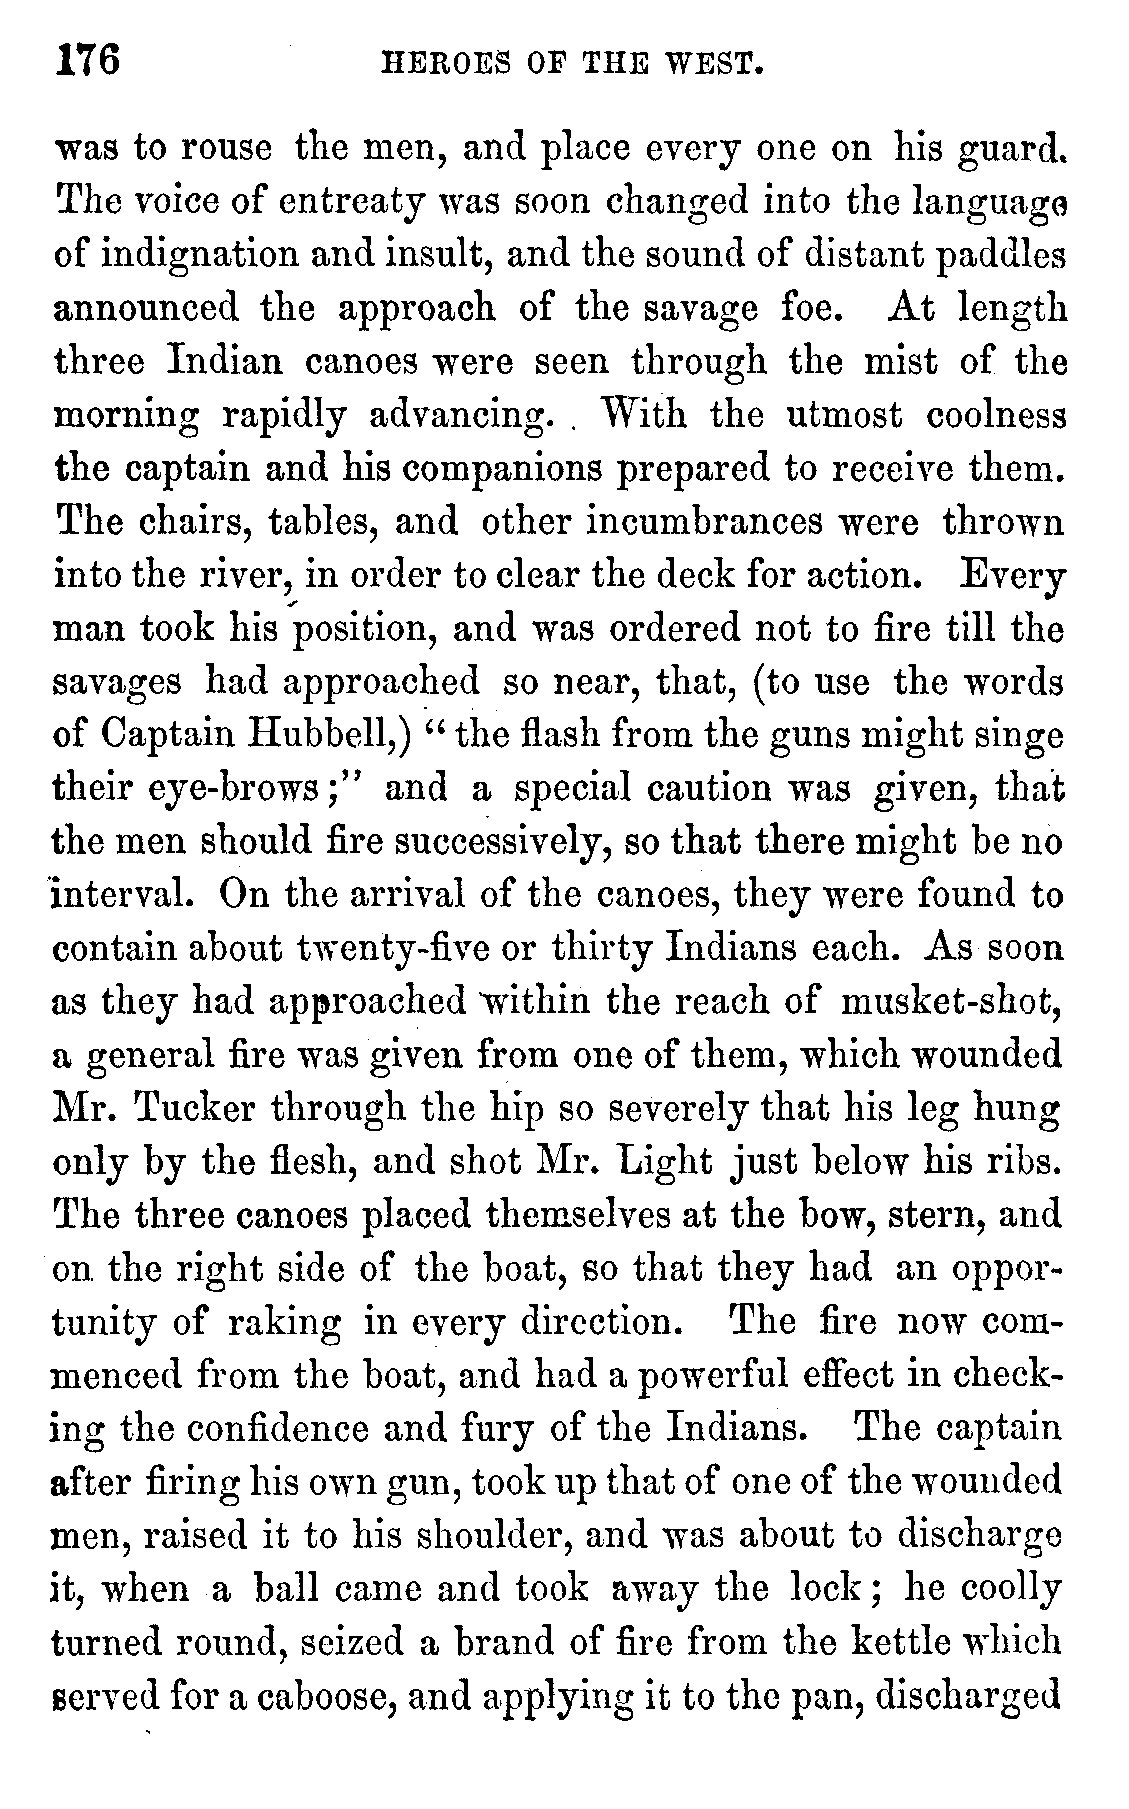 176 HEROES OF THE WEST.
was to rouse the men, and place every one on his guard.
The voice of entreaty was soon changed into the language
of indignation and insult, and the sound of distant paddles
announced the approach of the savage foe. At length
three Indian canoes were seen through the mist of the
morning rapidly advancing. With the utmost coolness
the captain and his companions prepared to receive them.
The chairs, tables, and other incumbrances were thrown
into the river, in order to clear the deck for action. Every
man took his position, and was ordered not to fire till the
savages had approached so near, that, (to use the words
of Captain Hubbell,) "the flash from the guns might singe
their eye-brows;" and a special caution was given, that
the men should fire successively, so that there might be no
interval. On the arrival of the canoes, they were found to
contain about twenty-five or thirty Indians each. As soon
as they had approached within the reach of musket-shot,
a general fire was given from one of them, which wounded
Mr. Tucker through the hip so severely that his leg hung
only by the flesh, and shot Mr. Light just below his ribs.
The three canoes placed themselves at the bow, stern, and
on the right side of the boat, so that they had an oppor-
tunity of raking in every direction. The fire now com-
menced from the boat, and had a powerful effect in check-
ing the confidence and fury of the Indians. The captain
after firing his own gun, took up that of one of the wounded
men, raised it to his shoulder, and was about to discharge
it, when a ball came and took away the lock; he coolly
turned round, seized a brand of fire from the kettle which
served for a caboose, and applying it to the pan, discharged